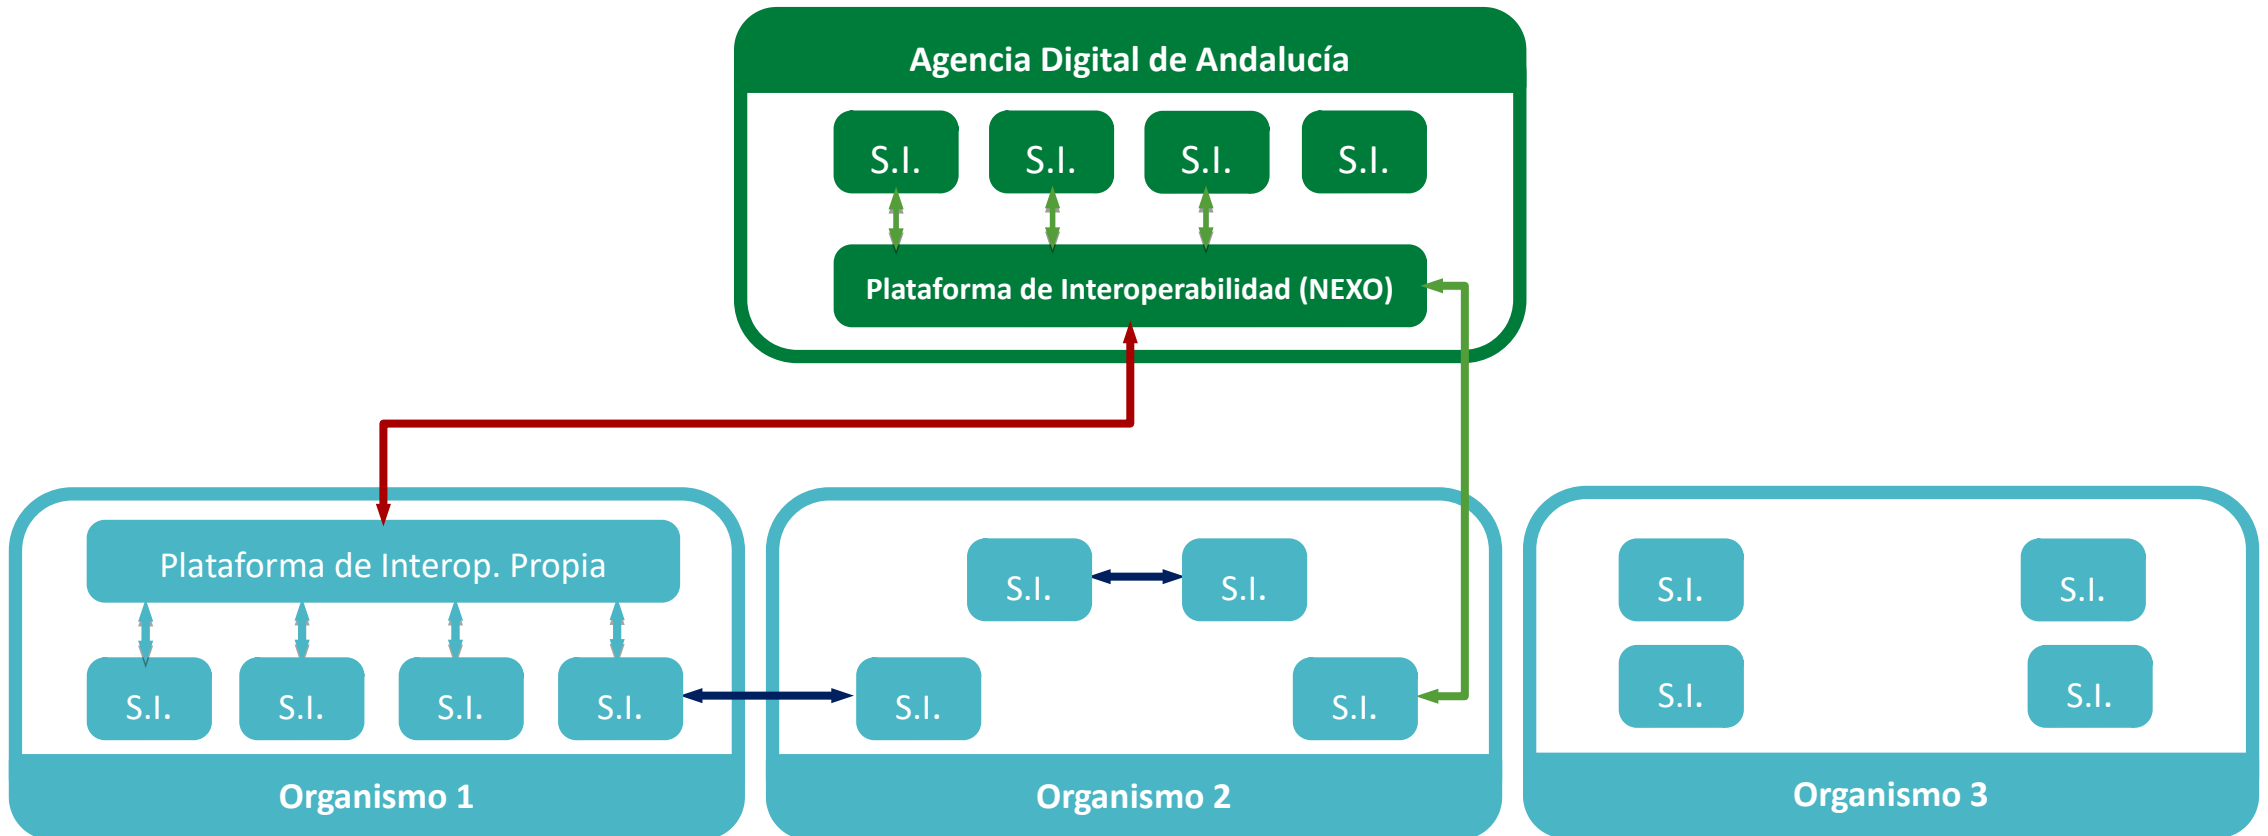 Agencia Digital de Andalucía
S.I.
S.I.
S.I.
S.I.
Plataforma de Interoperabilidad (NEXO)
Plataforma de Interop. Propia
S.I.
S.I.
S.I.
S.I.
Organismo 1
S.I.
S.I.
S.I.
S.I.
Organismo 2
S.I.
S.I.
S.I.
S.I.
Organismo 3